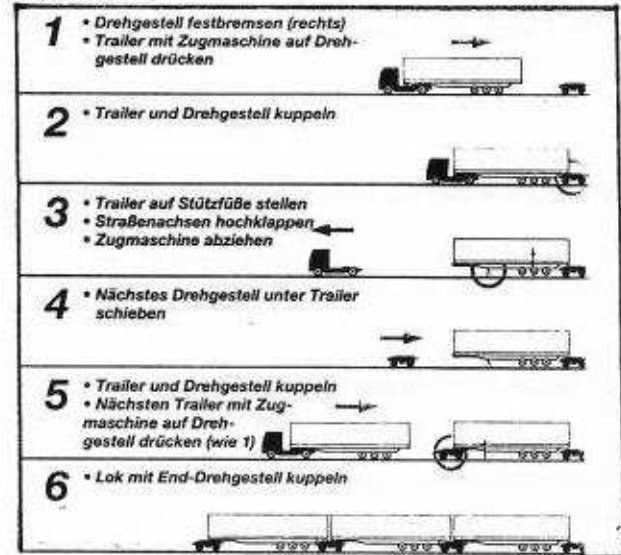 1 • Drehgestell festbremsen (rechts)
• Trailer mit Zugmaschine auf Dreh-
gestell drücken
2 • Trailer und Drehgestell kuppeln
3 • Trailer auf Stützfüße stellen
• Straßenachsen hochklappen
• Zugmaschine abziehen
4 • Nächstes Drehgestell unter Trailer
schieben
5 • Trailer und Drehgestell kuppeln
• Nächsten Trailer mit Zug-
maschine auf Dreh-
gestell drücken (wie 1)
6 • Lok mit End-Drehgestell kuppeln